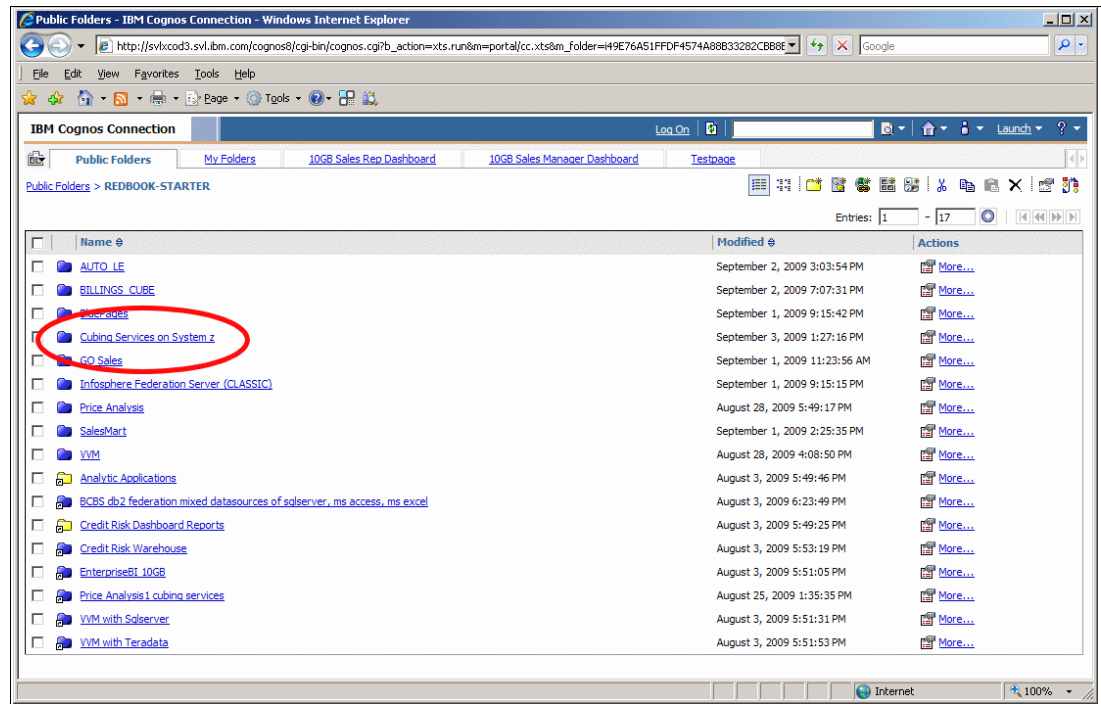 Public Folders - IBM Cognos Connection - Windows Internet Explorer
http://svlxcod3.svl.ibm.com/cognos8/cgi-bin/cognos.cgi?b_action=xts.run&m=portal/cc.xts&m_folder=i49E76A51FFDF4574A88B33282CBB8E Google
File Edit View Favorites Tools Help
Page Tools
IBM Cognos Connection Log On Launch ?
Public Folders My Folders 10GB Sales Rep Dashboard 10GB Sales Manager Dashboard Testpage
Public Folders > REDBOOK-STARTER
Entries: 1 - 17
Name Modified Actions
AUTO_LE September 2, 2009 3:03:54 PM More...
BILLINGS_CUBE September 2, 2009 7:07:31 PM More...
BluePages September 1, 2009 9:15:42 PM More...
Cubing Services on System z September 3, 2009 1:27:16 PM More...
GO Sales September 1, 2009 11:23:56 AM More...
Infosphere Federation Server (CLASSIC) September 1, 2009 9:15:15 PM More...
Price Analysis August 28, 2009 5:49:17 PM More...
SalesMart September 1, 2009 2:25:35 PM More...
VVM August 28, 2009 4:08:50 PM More...
Analytic Applications August 3, 2009 5:49:46 PM More...
BCBS db2 federation mixed datasources of sqlserver, ms access, ms excel August 3, 2009 6:23:49 PM More...
Credit Risk Dashboard Reports August 3, 2009 5:49:25 PM More...
Credit Risk Warehouse August 3, 2009 5:53:19 PM More...
EnterpriseBI 10GB August 3, 2009 5:51:05 PM More...
Price Analysis1 cubing services August 25, 2009 1:35:35 PM More...
VVM with Sqlserver August 3, 2009 5:51:31 PM More...
VVM with Teradata August 3, 2009 5:51:53 PM More...
Internet 100%